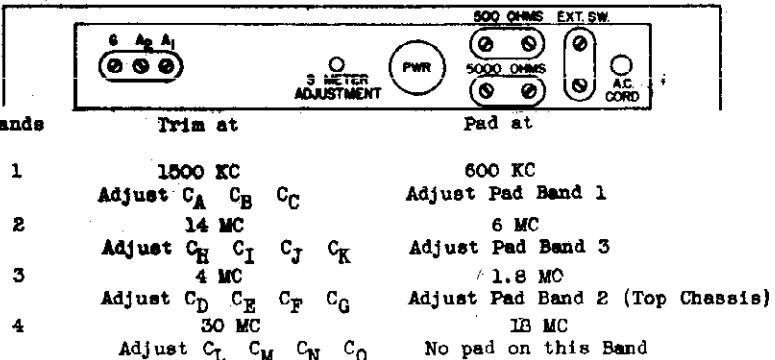 500 OHMS EXT. SW.
G A2 A1
PWR
5000 OHMS
S METER
ADJUSTMENT
A.C.
CORD
ands Trim at Pad at
1 1500 KC 600 KC
Adjust CA CB CC Adjust Pad Band 1
2 14 MC 6 MC
Adjust CH CI CJ CK Adjust Pad Band 3
3 4 MC 1.8 MC
Adjust CD CE CF CG Adjust Pad Band 2 (Top Chassis)
4 30 MC 18 MC
Adjust CL CM CN CO No pad on this Band